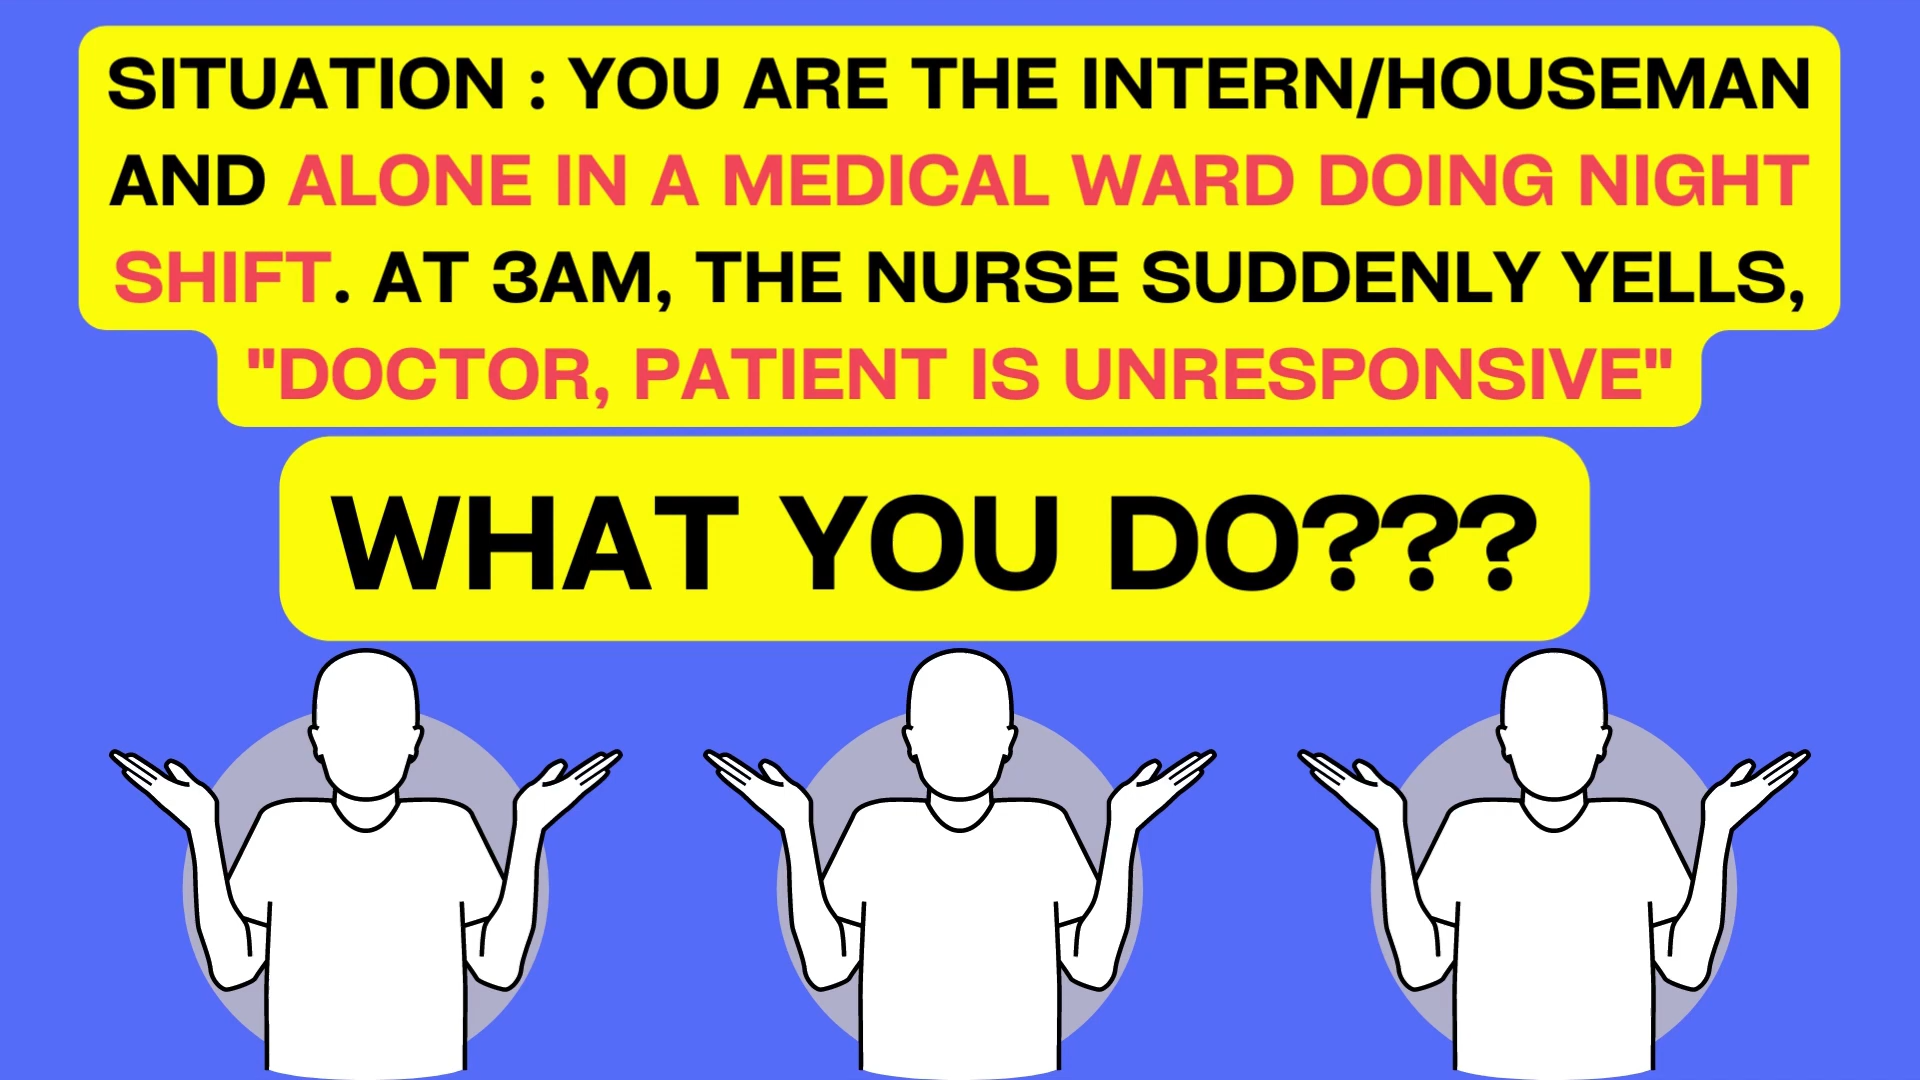 SITUATION : YOU ARE THE INTERN/HOUSEMAN
AND ALONE IN A MEDICAL WARD DOING NIGHT
SHIFT. AT 3AM, THE NURSE SUDDENLY YELLS,
"DOCTOR, PATIENT IS UNRESPONSIVE"
WHAT YOU DO???